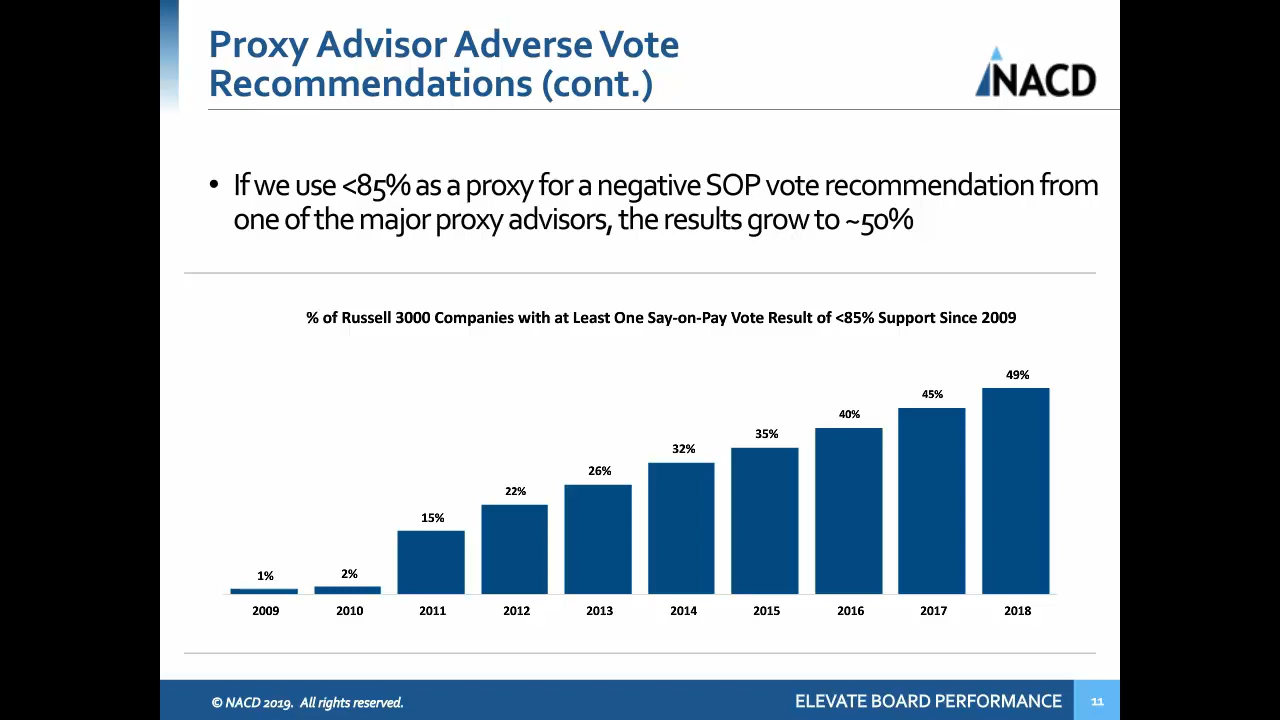 Proxy Advisor Adverse Vote
Recommendations (cont.)
NACD
• If we use <85% as a proxy for a negative SOP vote recommendation from
one of the major proxy advisors, the results grow to ~50%
% of Russell 3000 Companies with at Least One Say-on-Pay Vote Result of <85% Support Since 2009
1% 2% 15% 22% 26% 32% 35% 40% 45% 49%
2009 2010 2011 2012 2013 2014 2015 2016 2017 2018
© NACD 2019. All rights reserved. ELEVATE BOARD PERFORMANCE 11